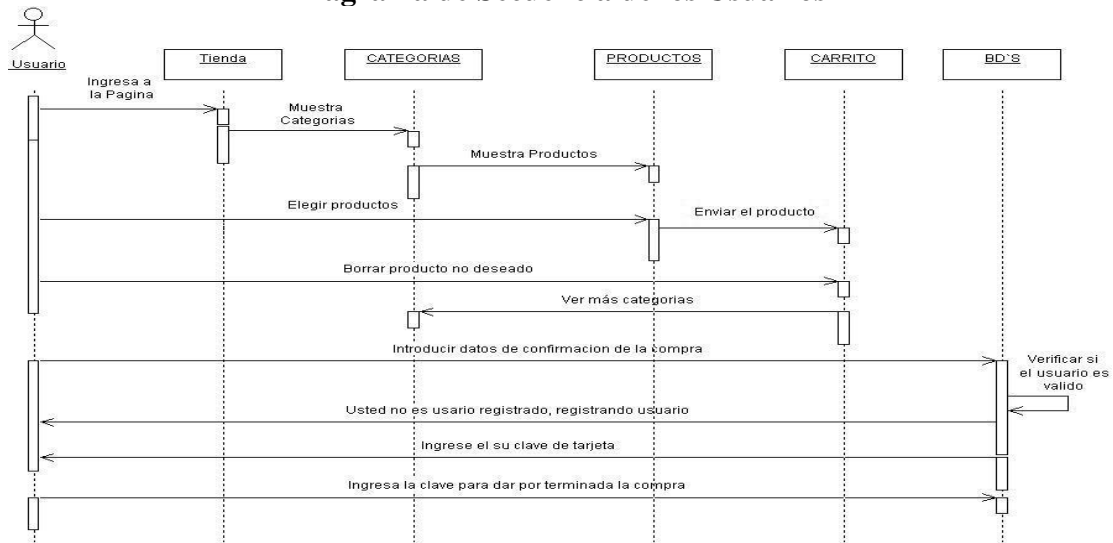 Usuario
Tienda
CATEGORIAS
PRODUCTOS
CARRITO
BD`S
Ingresa a
la Pagina
Muestra
Categorias
Muestra Productos
Elegir productos
Enviar el producto
Borrar producto no deseado
Ver más categorias
Introducir datos de confirmacion de la compra
Verificar si
el usuario es
valido
Usted no es usario registrado, registrando usuario
Ingrese el su clave de tarjeta
Ingresa la clave para dar por terminada la compra